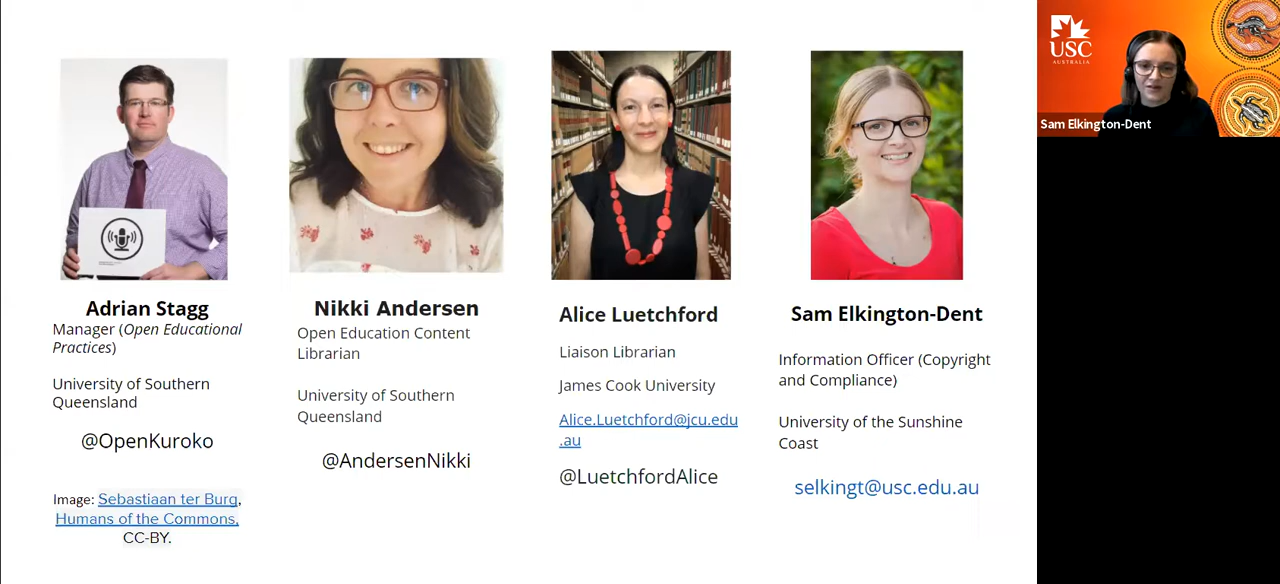 Adrian Stagg
Manager (Open Educational
Practices)
University of Southern
Queensland
@OpenKuroko
Image: Sebastiaan ter Burg,
Humans of the Commons,
CC-BY.
Nikki Andersen
Open Education Content
Librarian
University of Southern
Queensland
@AndersenNikki
Alice Luetchford
Liaison Librarian
James Cook University
Alice.Luetchford@jcu.edu
.au
@LuetchfordAlice
Sam Elkington-Dent
Information Officer (Copyright
and Compliance)
University of the Sunshine
Coast
selkingt@usc.edu.au
USC
AUSTRALIA
Sam Elkington-Dent